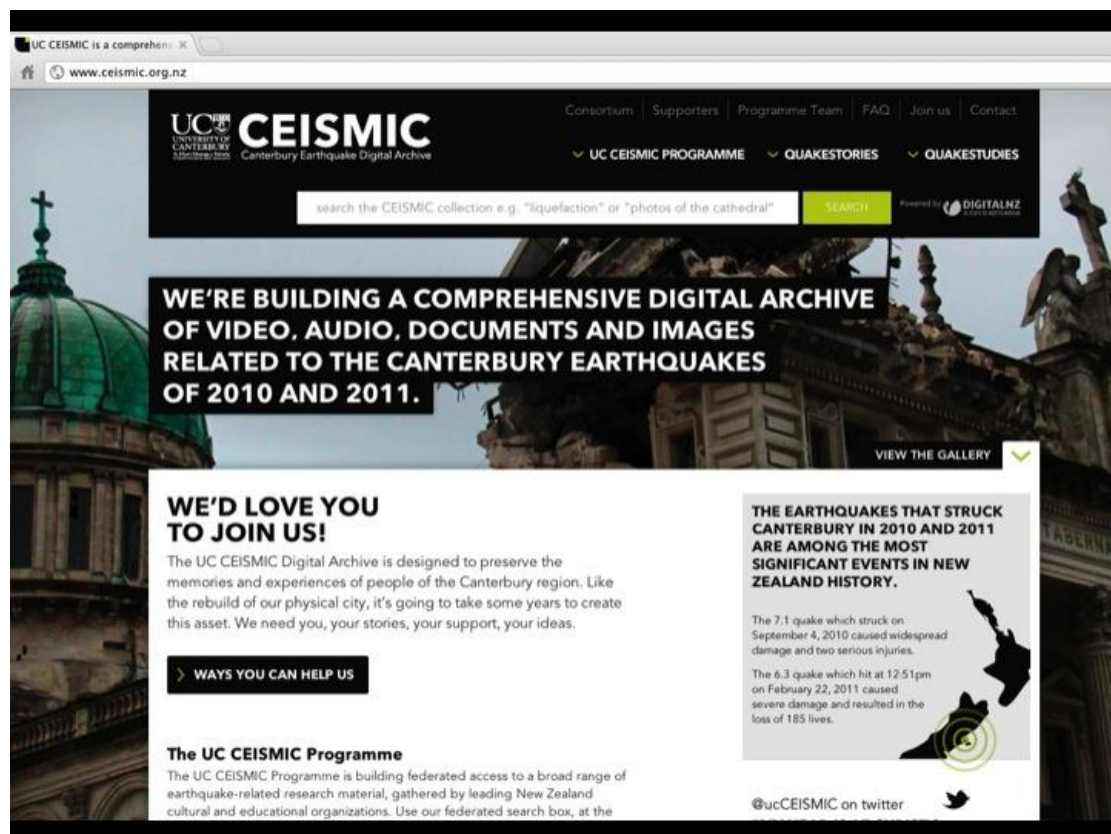 UC CEISMIC is a comprehens
www.ceismic.org.nz
Consortium Supporters Programme Team FAQ Join us Contact
UC
UNIVERSITY OF
CANTERBURY
CEISMIC
Canterbury Earthquake Digital Archive
UC CEISMIC PROGRAMME QUAKESTORIES QUAKESTUDIES
search the CEISMIC collection e.g. "liquefaction" or "photos of the cathedral"
SEARCH
Powered by DIGITALNZ
WE'RE BUILDING A COMPREHENSIVE DIGITAL ARCHIVE
OF VIDEO, AUDIO, DOCUMENTS AND IMAGES
RELATED TO THE CANTERBURY EARTHQUAKES
OF 2010 AND 2011.
VIEW THE GALLERY
WE'D LOVE YOU
TO JOIN US!
The UC CEISMIC Digital Archive is designed to preserve the
memories and experiences of people of the Canterbury region. Like
the rebuild of our physical city, it's going to take some years to create
this asset. We need you, your stories, your support, your ideas.
WAYS YOU CAN HELP US
The UC CEISMIC Programme
The UC CEISMIC Programme is building federated access to a broad range of
earthquake-related research material, gathered by leading New Zealand
cultural and educational organizations. Use our federated search box, at the
THE EARTHQUAKES THAT STRUCK
CANTERBURY IN 2010 AND 2011
ARE AMONG THE MOST
SIGNIFICANT EVENTS IN NEW
ZEALAND HISTORY.
The 7.1 quake which struck on
September 4, 2010 caused widespread
damage and two serious injuries.
The 6.3 quake which hit at 12:51pm
on February 22, 2011 caused
severe damage and resulted in the
loss of 185 lives.
@ucCEISMIC on twitter
TABERNA